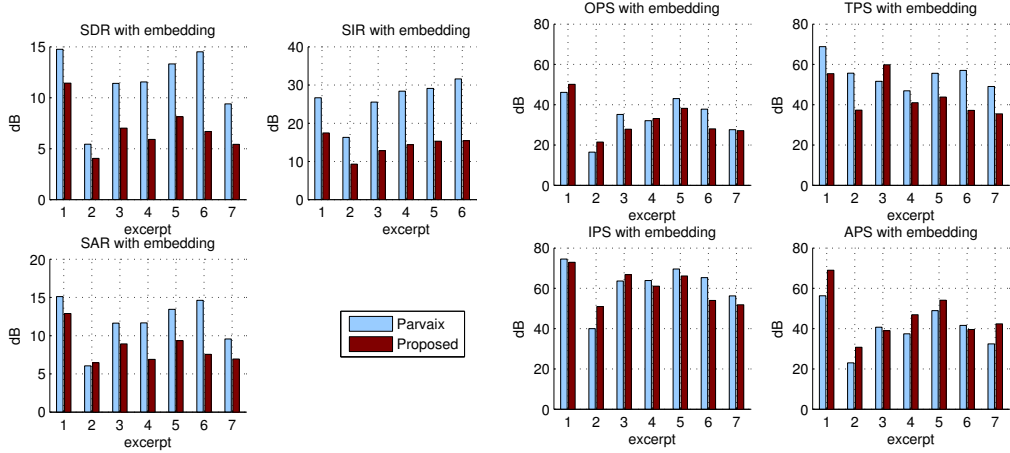 SDR with embedding
15
10
5
0
dB
1 2 3 4 5 6 7
excerpt
SIR with embedding
40
30
20
10
0
dB
1 2 3 4 5 6
excerpt
OPS with embedding
80
60
40
20
0
dB
1 2 3 4 5 6 7
excerpt
TPS with embedding
80
60
40
20
0
dB
1 2 3 4 5 6 7
excerpt
SAR with embedding
20
15
10
5
0
dB
1 2 3 4 5 6 7
excerpt
Parvaix
Proposed
IPS with embedding
80
60
40
20
0
dB
1 2 3 4 5 6 7
excerpt
APS with embedding
80
60
40
20
0
dB
1 2 3 4 5 6 7
excerpt